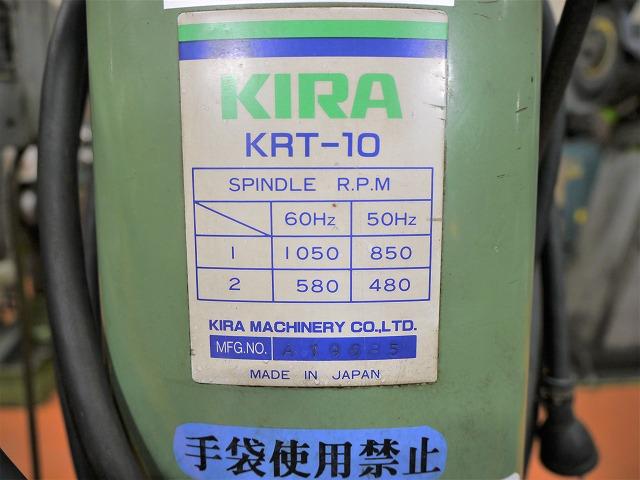 KIRA
KRT-10
SPINDLE R.P.M
60Hz 50Hz
1 1050 850
2 580 480
KIRA MACHINERY CO.,LTD.
MFG.NO.
MADE IN JAPAN
手袋使用禁止